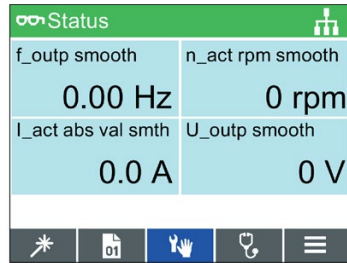 Status
f_outp smooth
n_act rpm smooth
0.00 Hz
0 rpm
I_act abs val smth
U_outp smooth
0.0 A
0 V
01